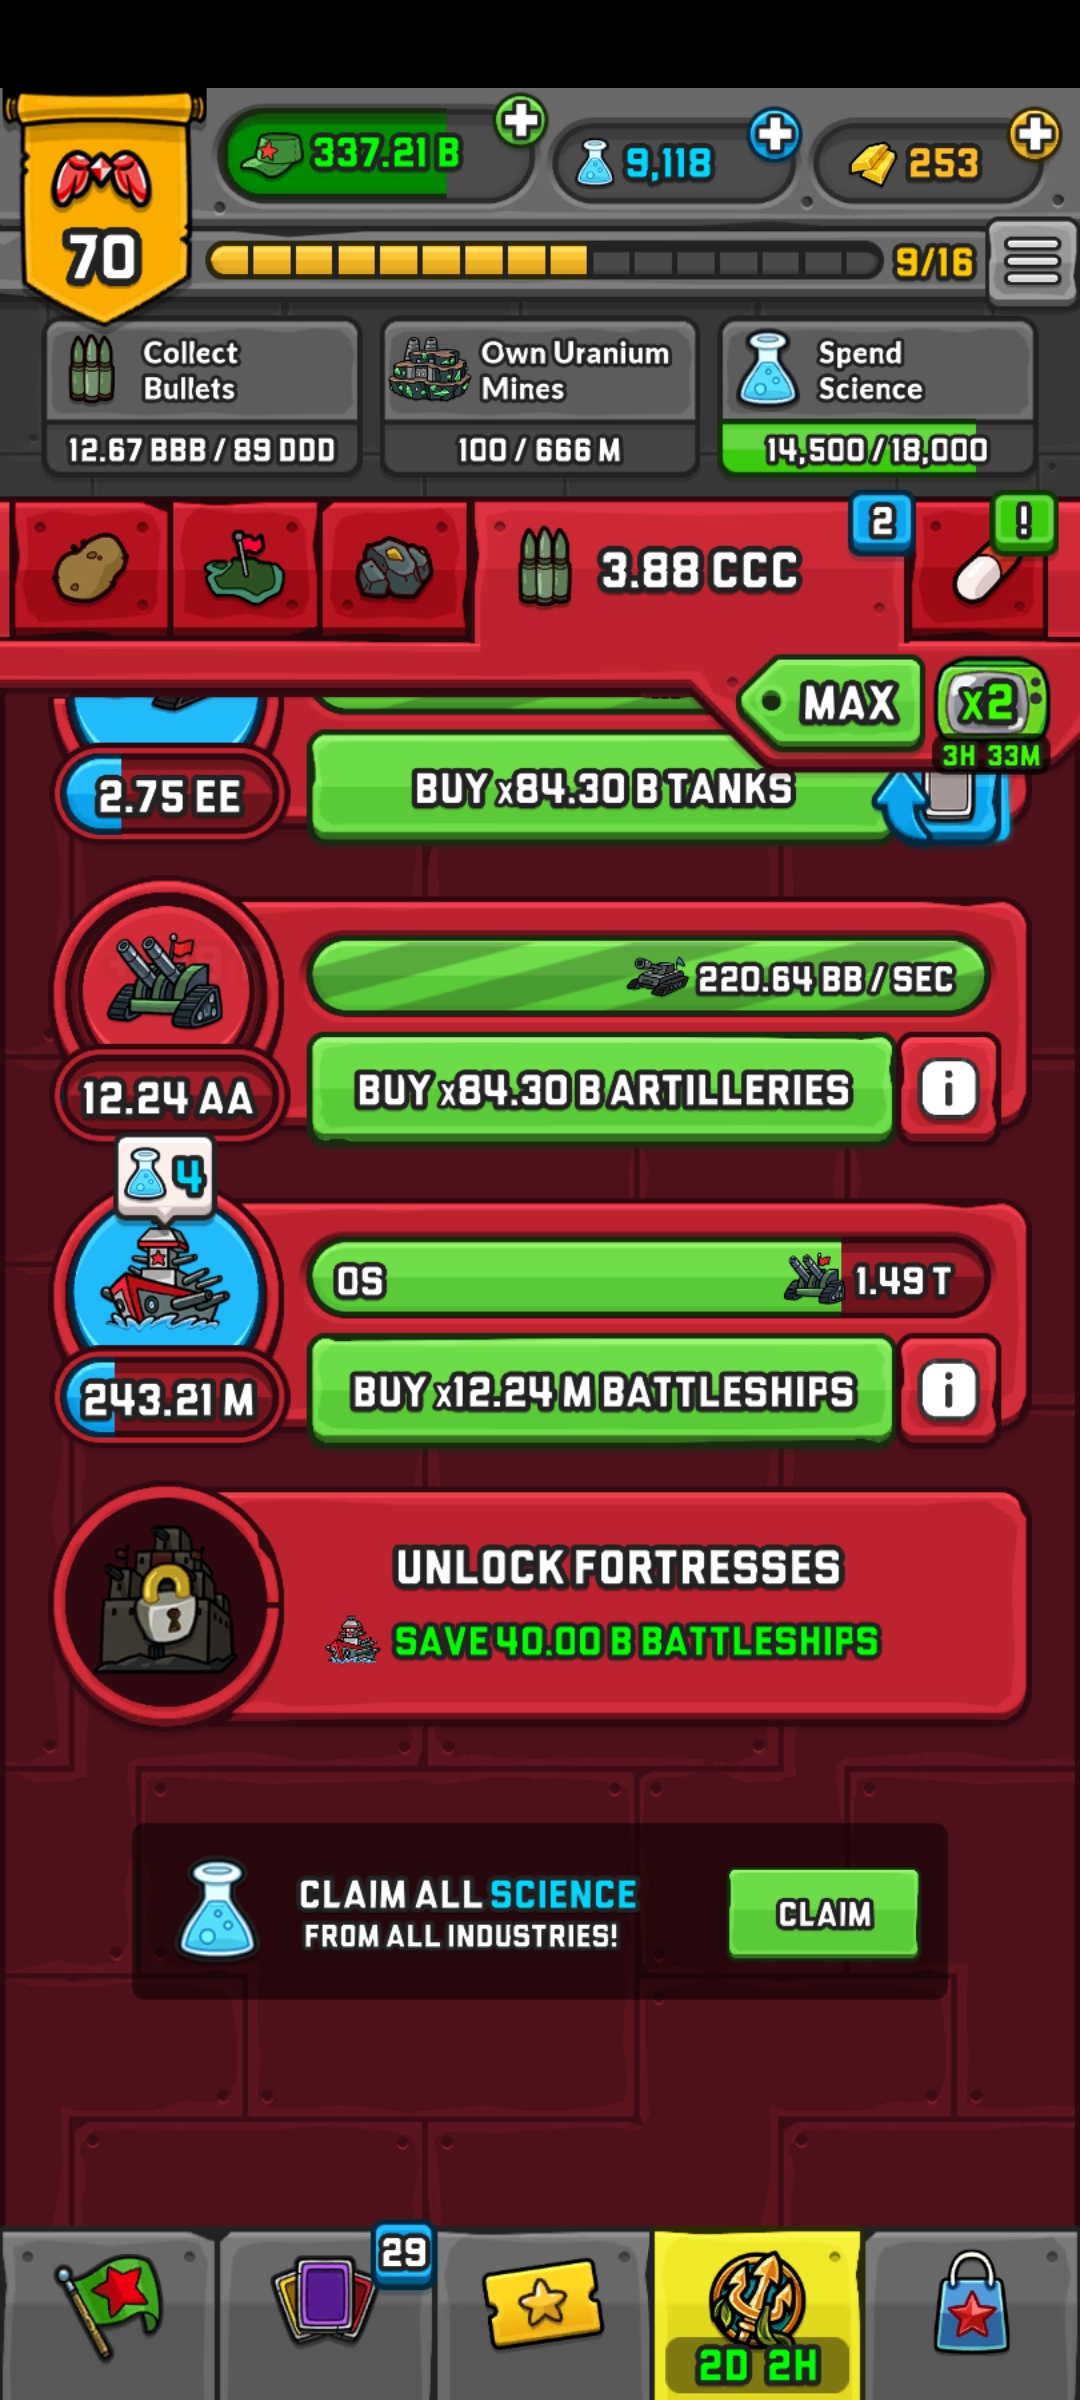 337.21 B
9,118
253
70
9/16
Collect
Bullets
Own Uranium
Mines
Spend
Science
12.67 BBB / 89 DDD
100 / 666 M
14,500/18,000
3.88 CCC
2
!
MAX
x2
3H 33M
2.75 EE
BUY x84.30 B TANKS
220.64 BB / SEC
12.24 AA
BUY x84.30 B ARTILLERIES
i
4
0S
1.49 T
243.21 M
BUY x12.24 M BATTLESHIPS
i
UNLOCK FORTRESSES
SAVE 40.00 B BATTLESHIPS
CLAIM ALL SCIENCE
FROM ALL INDUSTRIES!
CLAIM
29
2D 2H